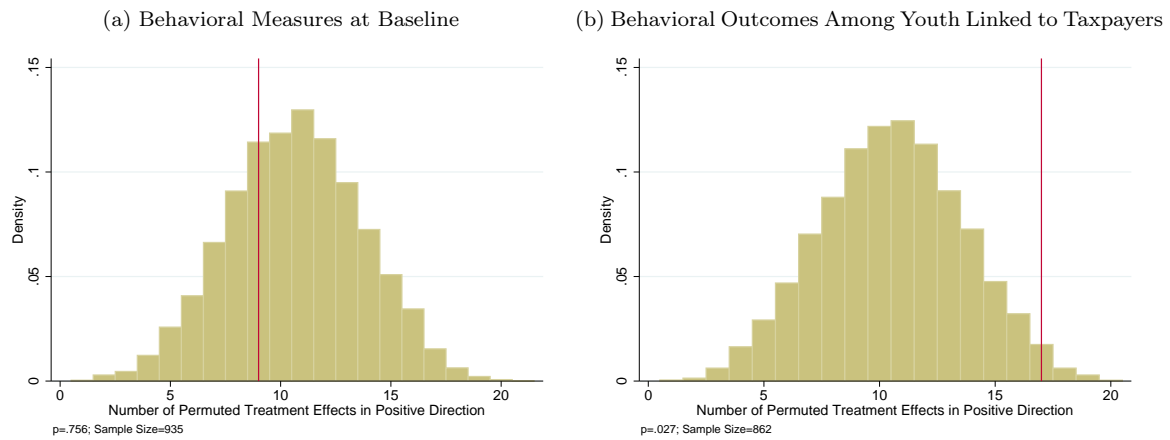 (a) Behavioral Measures at Baseline
.15
.1
.05
0
Density
0 5 10 15 20
Number of Permuted Treatment Effects in Positive Direction
p=.756; Sample Size=935
(b) Behavioral Outcomes Among Youth Linked to Taxpayers
.15
.1
.05
0
Density
0 5 10 15 20
Number of Permuted Treatment Effects in Positive Direction
p=.027; Sample Size=862